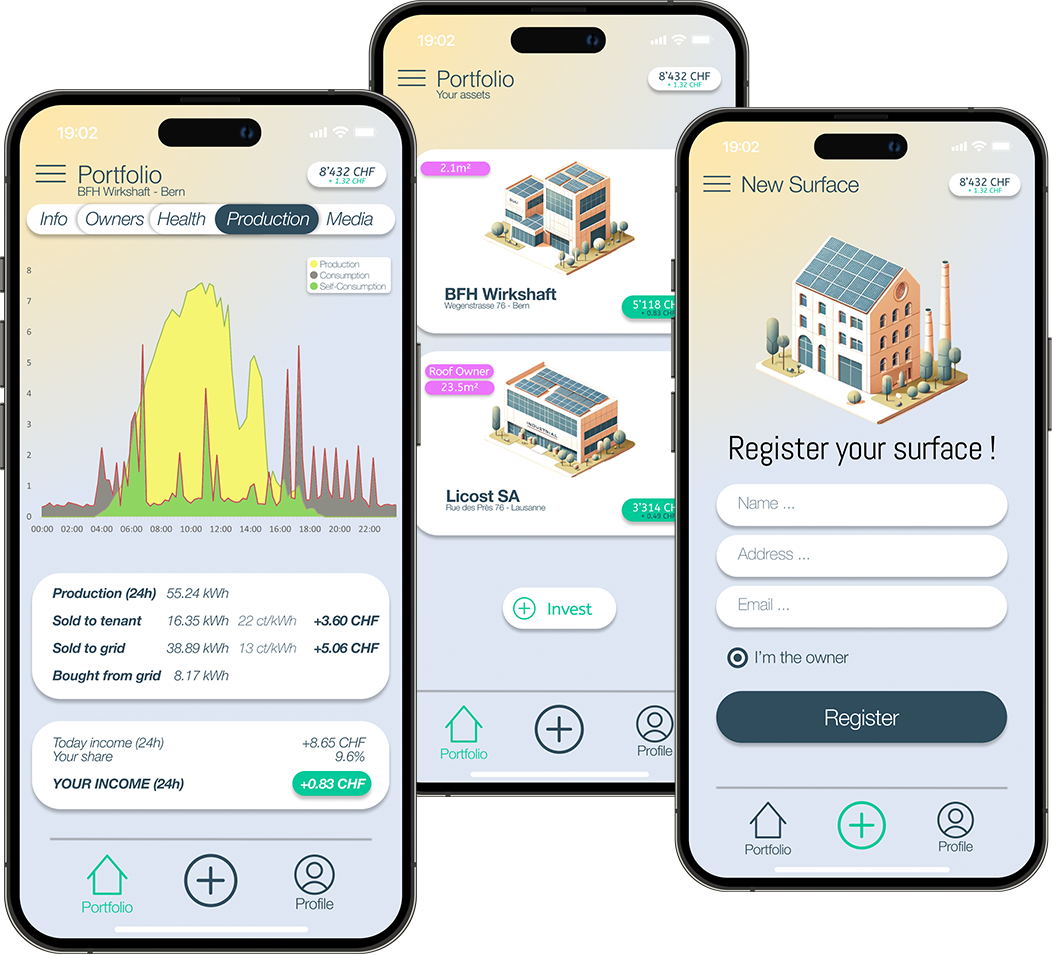 19:02
Portfolio
BFH Wirkshaft - Bern
8'432 CHF
+ 1.32 CHF
Info Owners Health Production Media
Production
Consumption
Self-Consumption
8
7
6
5
4
3
2
1
0
00:00 02:00 04:00 06:00 08:00 10:00 12:00 14:00 16:00 18:00 20:00 22:00
Production (24h) 55.24 kWh
Sold to tenant 16.35 kWh 22 ct/kWh +3.60 CHF
Sold to grid 38.89 kWh 13 ct/kWh +5.06 CHF
Bought from grid 8.17 kWh
Today income (24h) +8.65 CHF
Your share 9.6%
YOUR INCOME (24h) +0.83 CHF
Portfolio
Profile
19:02
Portfolio
Your assets
8'432 CHF
+ 1.32 CHF
2.1m²
BFH Wirkshaft
Wegenstrasse 76 - Bern
5'118 CH
+ 0.83 CHF
Roof Owner
23.5m²
INDUSTRIAL
Licost SA
Rue des Près 76 - Lausanne
3'314 CH
+ 0.49 CHF
Invest
Portfolio
Profile
19:02
New Surface
8'432 CHF
+ 1.32 CHF
Register your surface !
Name ...
Address ...
Email ...
I'm the owner
Register
Portfolio
Profile